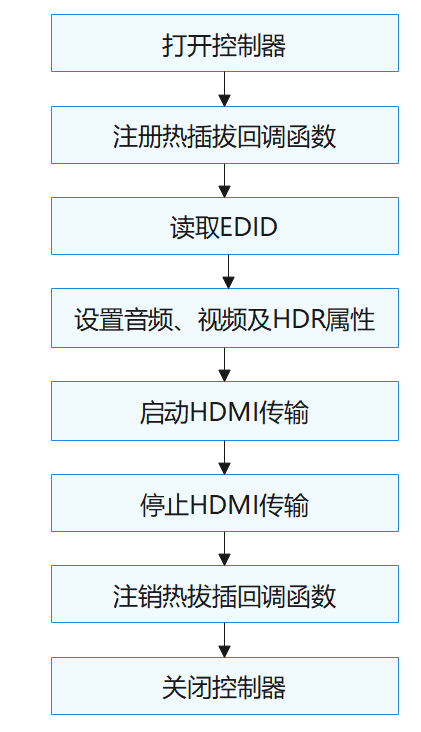 打开控制器
注册热插拔回调函数
读取EDID
设置音频、视频及HDR属性
启动HDMI传输
停止HDMI传输
注销热拔插回调函数
关闭控制器